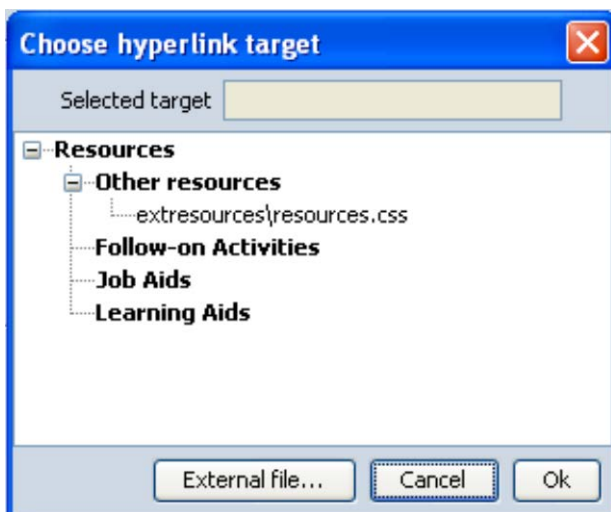 Choose hyperlink target
Selected target
Resources
Other resources
extresources\resources.css
Follow-on Activities
Job Aids
Learning Aids
External file... Cancel Ok